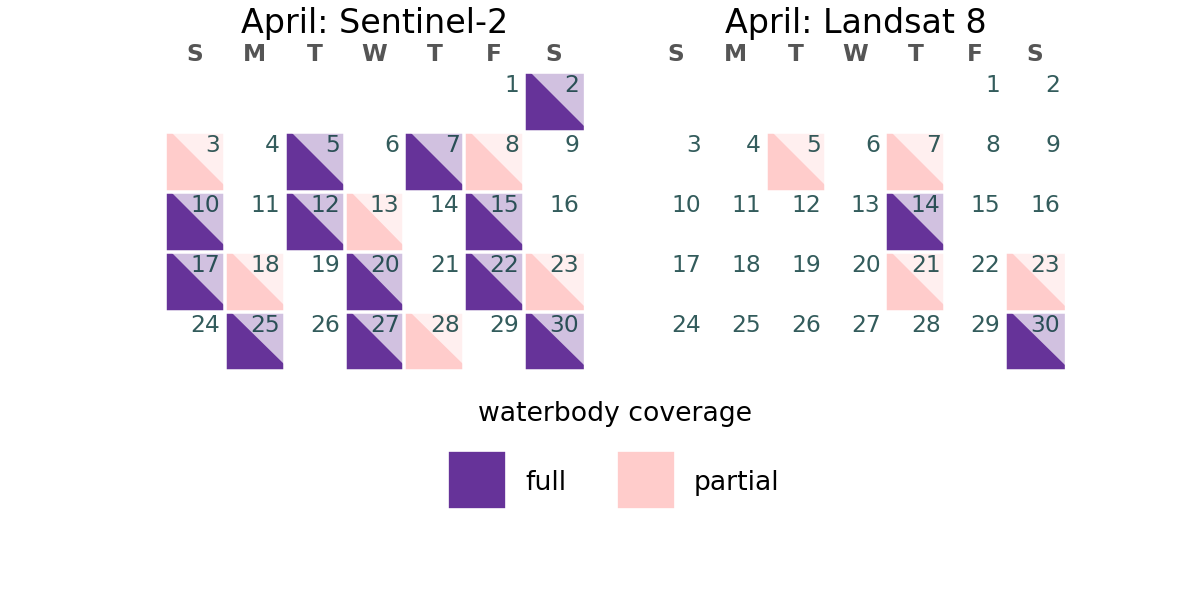 April: Sentinel-2
S M T W T F S
1 2
3 4 5 6 7 8 9
10 11 12 13 14 15 16
17 18 19 20 21 22 23
24 25 26 27 28 29 30
April: Landsat 8
S M T W T F S
1 2
3 4 5 6 7 8 9
10 11 12 13 14 15 16
17 18 19 20 21 22 23
24 25 26 27 28 29 30
waterbody coverage
full partial